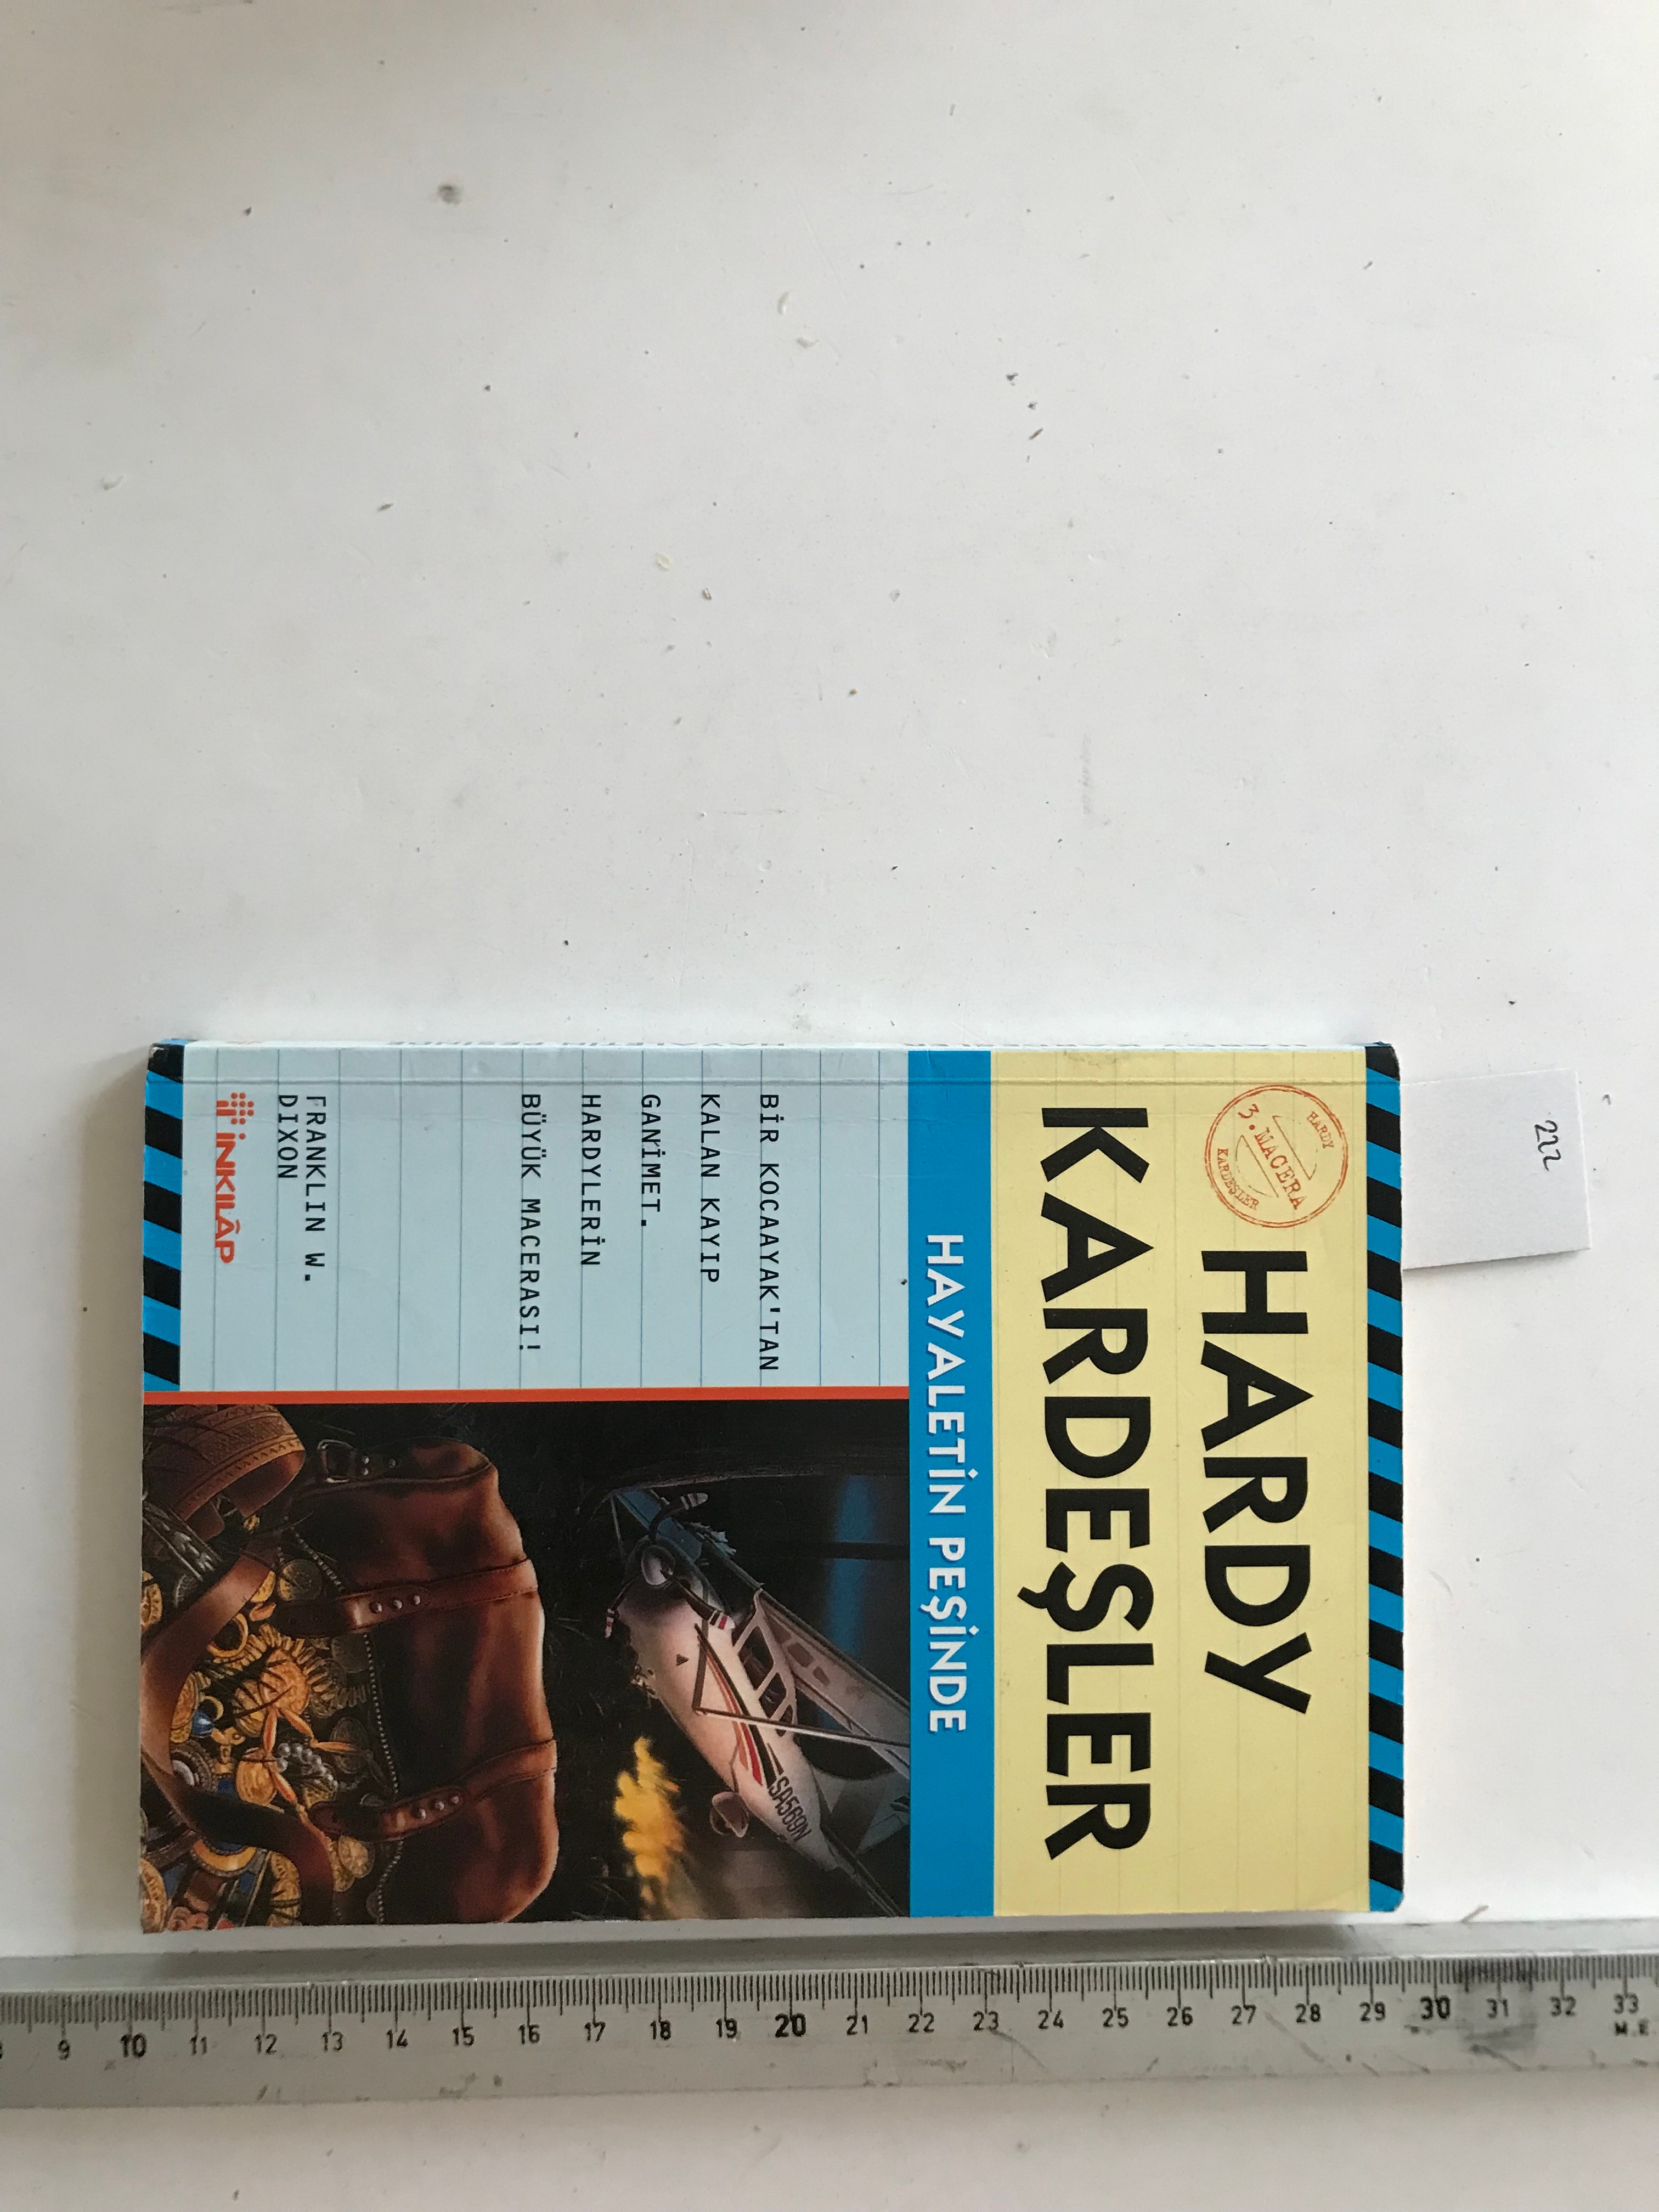 HARDY
3. MACERA
KARDEŞLER
HARDY
KARDEŞLER
HAYALETİN PEŞİNDE
BİR KOCAAYAK'TAN
KALAN KAYIP
GANİMET.
HARDYLERİN
BÜYÜK MACERASI!
FRANKLIN W.
DIXON
İNKILÂP
SA569N
222
9 10 11 12 13 14 15 16 17 18 19 20 21 22 23 24 25 26 27 28 29 30 31 32 33
M.E